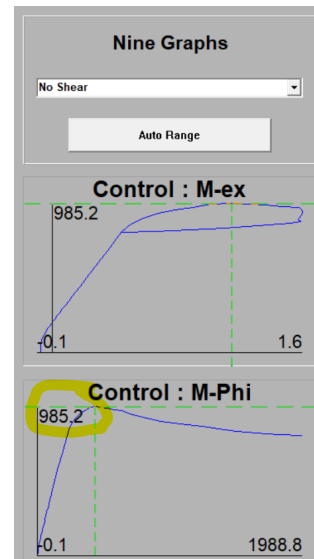 Nine Graphs
No Shear
Auto Range
Control : M-ex
985.2
-0.1 1.6
Control : M-Phi
985.2
-0.1 1988.8